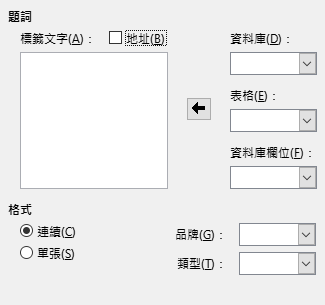 題詞
標籤文字(A)：
地址(B)
資料庫(D)：
表格(E)：
資料庫欄位(F)：
格式
連續(C)
單張(S)
品牌(G)：
類型(T)：